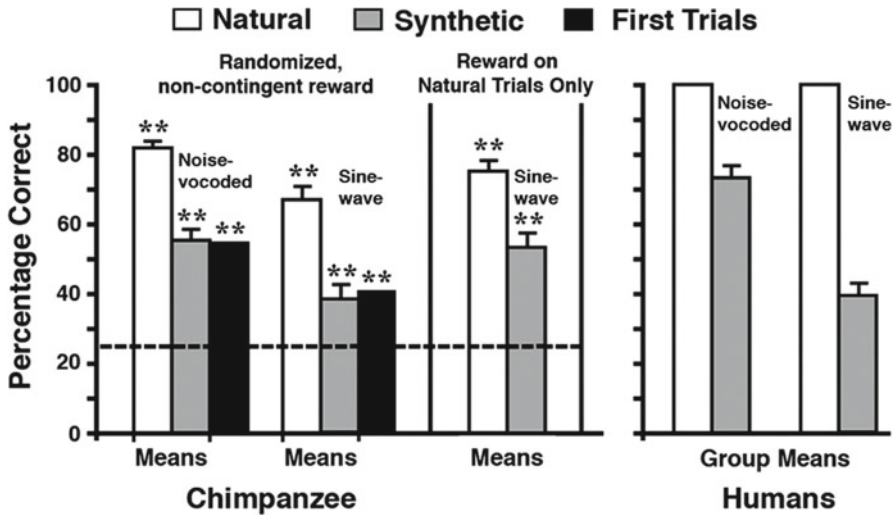 Natural Synthetic First Trials
Randomized,
non-contingent reward
Reward on
Natural Trials Only
Percentage Correct
100
80
60
40
20
0
**
Noise-
vocoded
**
**
**
Sine-
wave
**
**
**
Sine-
wave
**
Noise-
vocoded
Sine-
wave
Means
Means
Means
Group Means
Chimpanzee
Humans